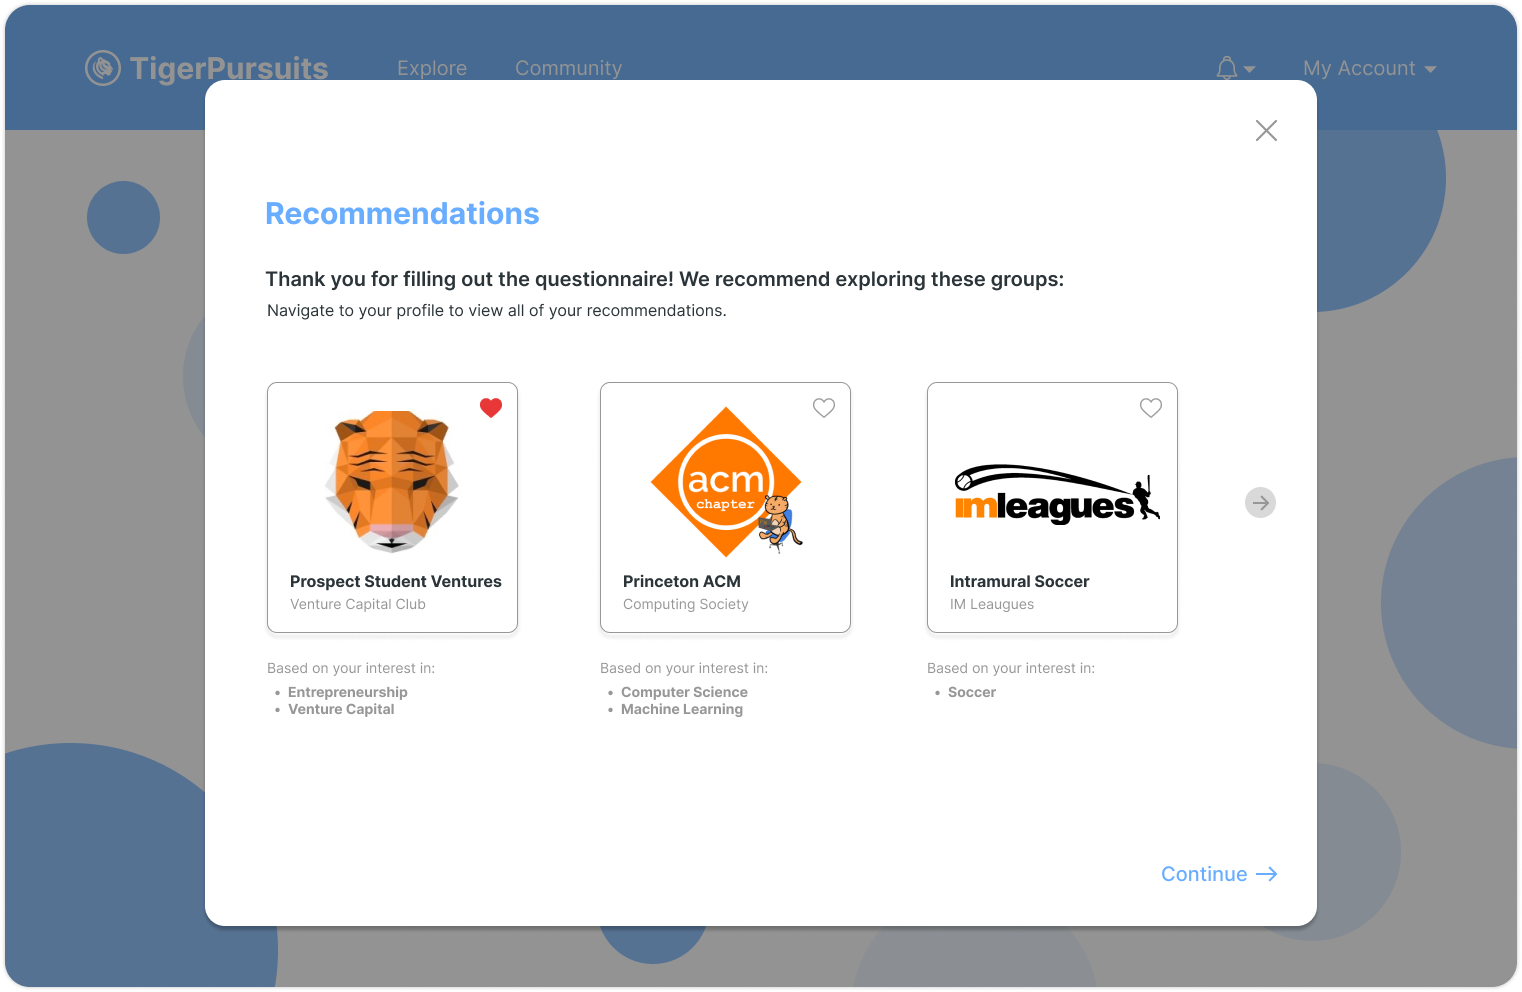 TigerPursuits Explore Community My Account
Recommendations
Thank you for filling out the questionnaire! We recommend exploring these groups:
Navigate to your profile to view all of your recommendations.
acm
chapter
imleagues
Prospect Student Ventures
Venture Capital Club
Princeton ACM
Computing Society
Intramural Soccer
IM Leaugues
Based on your interest in:
• Entrepreneurship
• Venture Capital
Based on your interest in:
• Computer Science
• Machine Learning
Based on your interest in:
• Soccer
Continue →